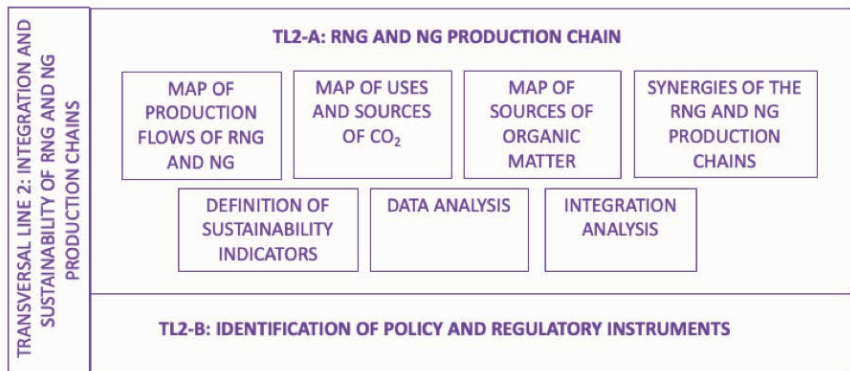 TRANSVERSAL LINE 2: INTEGRATION AND
SUSTAINABILITY OF RNG AND NG
PRODUCTION CHAINS
TL2-A: RNG AND NG PRODUCTION CHAIN
MAP OF
PRODUCTION
FLOWS OF RNG
AND NG
MAP OF USES
AND SOURCES
OF CO₂
MAP OF
SOURCES OF
ORGANIC
MATTER
SYNERGIES OF THE
RNG AND NG
PRODUCTION
CHAINS
DEFINITION OF
SUSTAINABILITY
INDICATORS
DATA ANALYSIS
INTEGRATION
ANALYSIS
TL2-B: IDENTIFICATION OF POLICY AND REGULATORY INSTRUMENTS